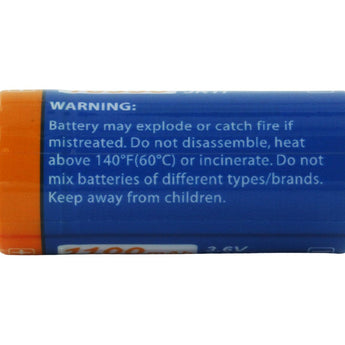 WARNING:
Battery may explode or catch fire if
mistreated. Do not disassemble, heat
above 140°F(60°C) or incinerate. Do not
mix batteries of different types/brands.
Keep away from children.
+ 1100mAh 3.6V −